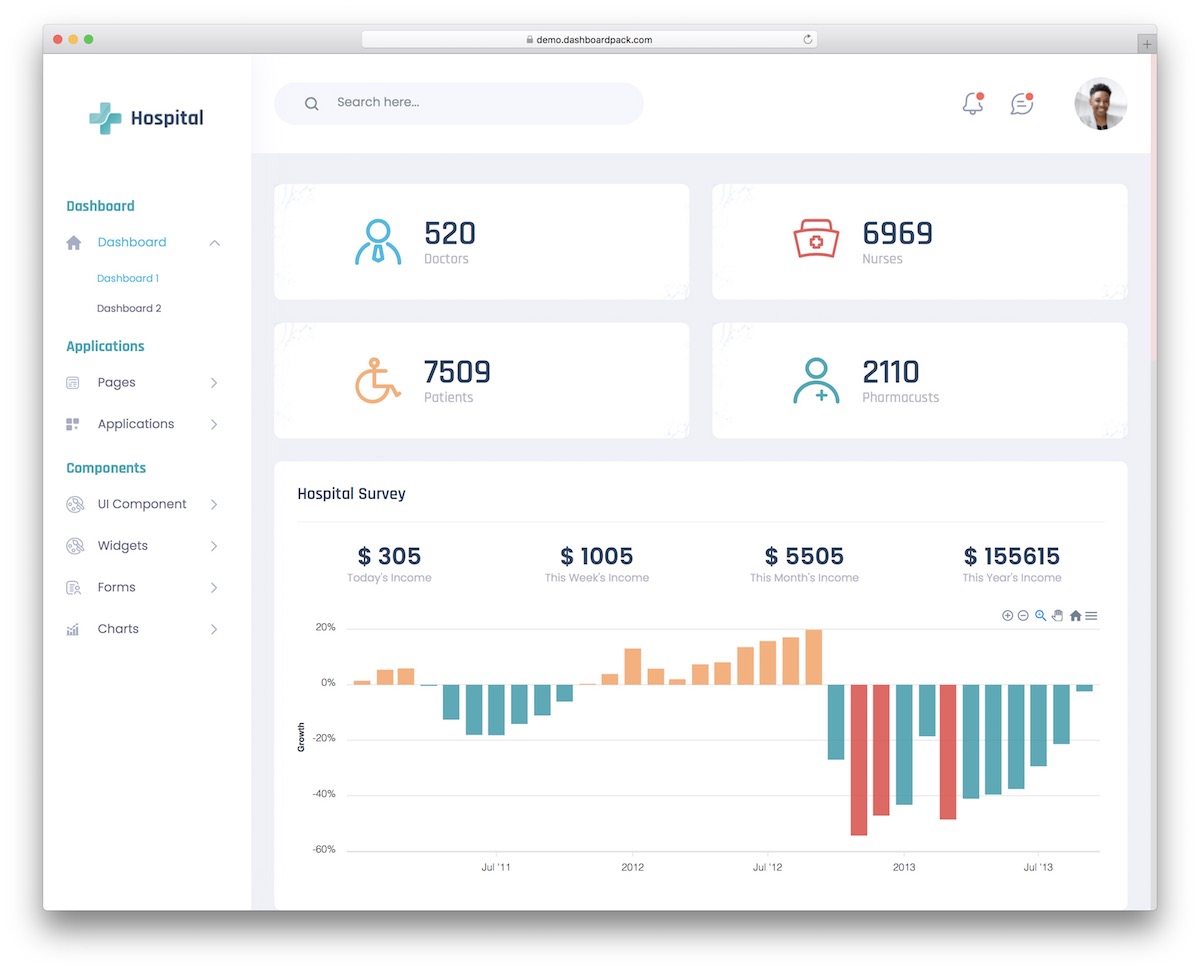 demo.dashboardpack.com
Hospital
Search here...
Dashboard
Dashboard
Dashboard 1
Dashboard 2
Applications
Pages
Applications
Components
UI Component
Widgets
Forms
Charts
520
Doctors
6969
Nurses
7509
Patients
2110
Pharmacusts
Hospital Survey
$ 305
Today's Income
$ 1005
This Week's Income
$ 5505
This Month's Income
$ 155615
This Year's Income
20%
0%
-20%
-40%
-60%
Growth
Jul '11
2012
Jul '12
2013
Jul '13